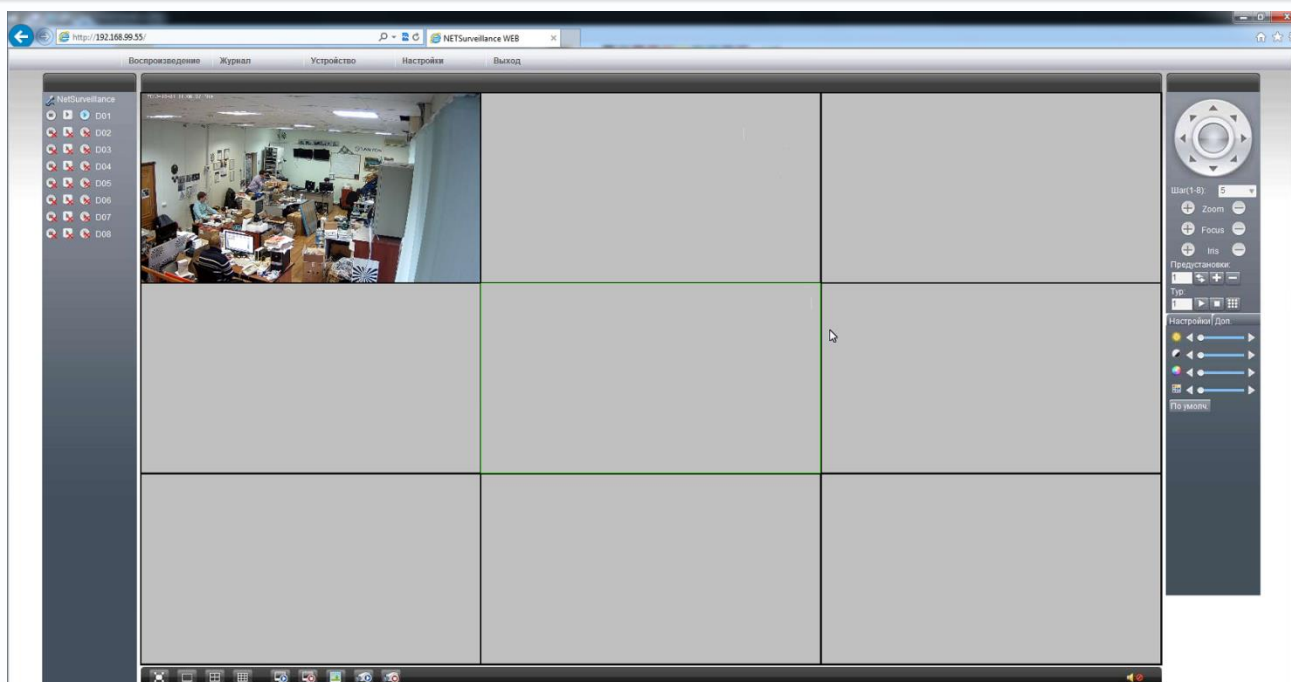 http://192.168.99.55/
NETSurveillance WEB
Воспроизведение Журнал Устройство Настройки Выход
NetSurveillance
D01
D02
D03
D04
D05
D06
D07
D08
Шаг(1-8): 5
Zoom
Focus
Iris
Предустановки:
1
Тур:
1
Настройки Доп.
По умолч.